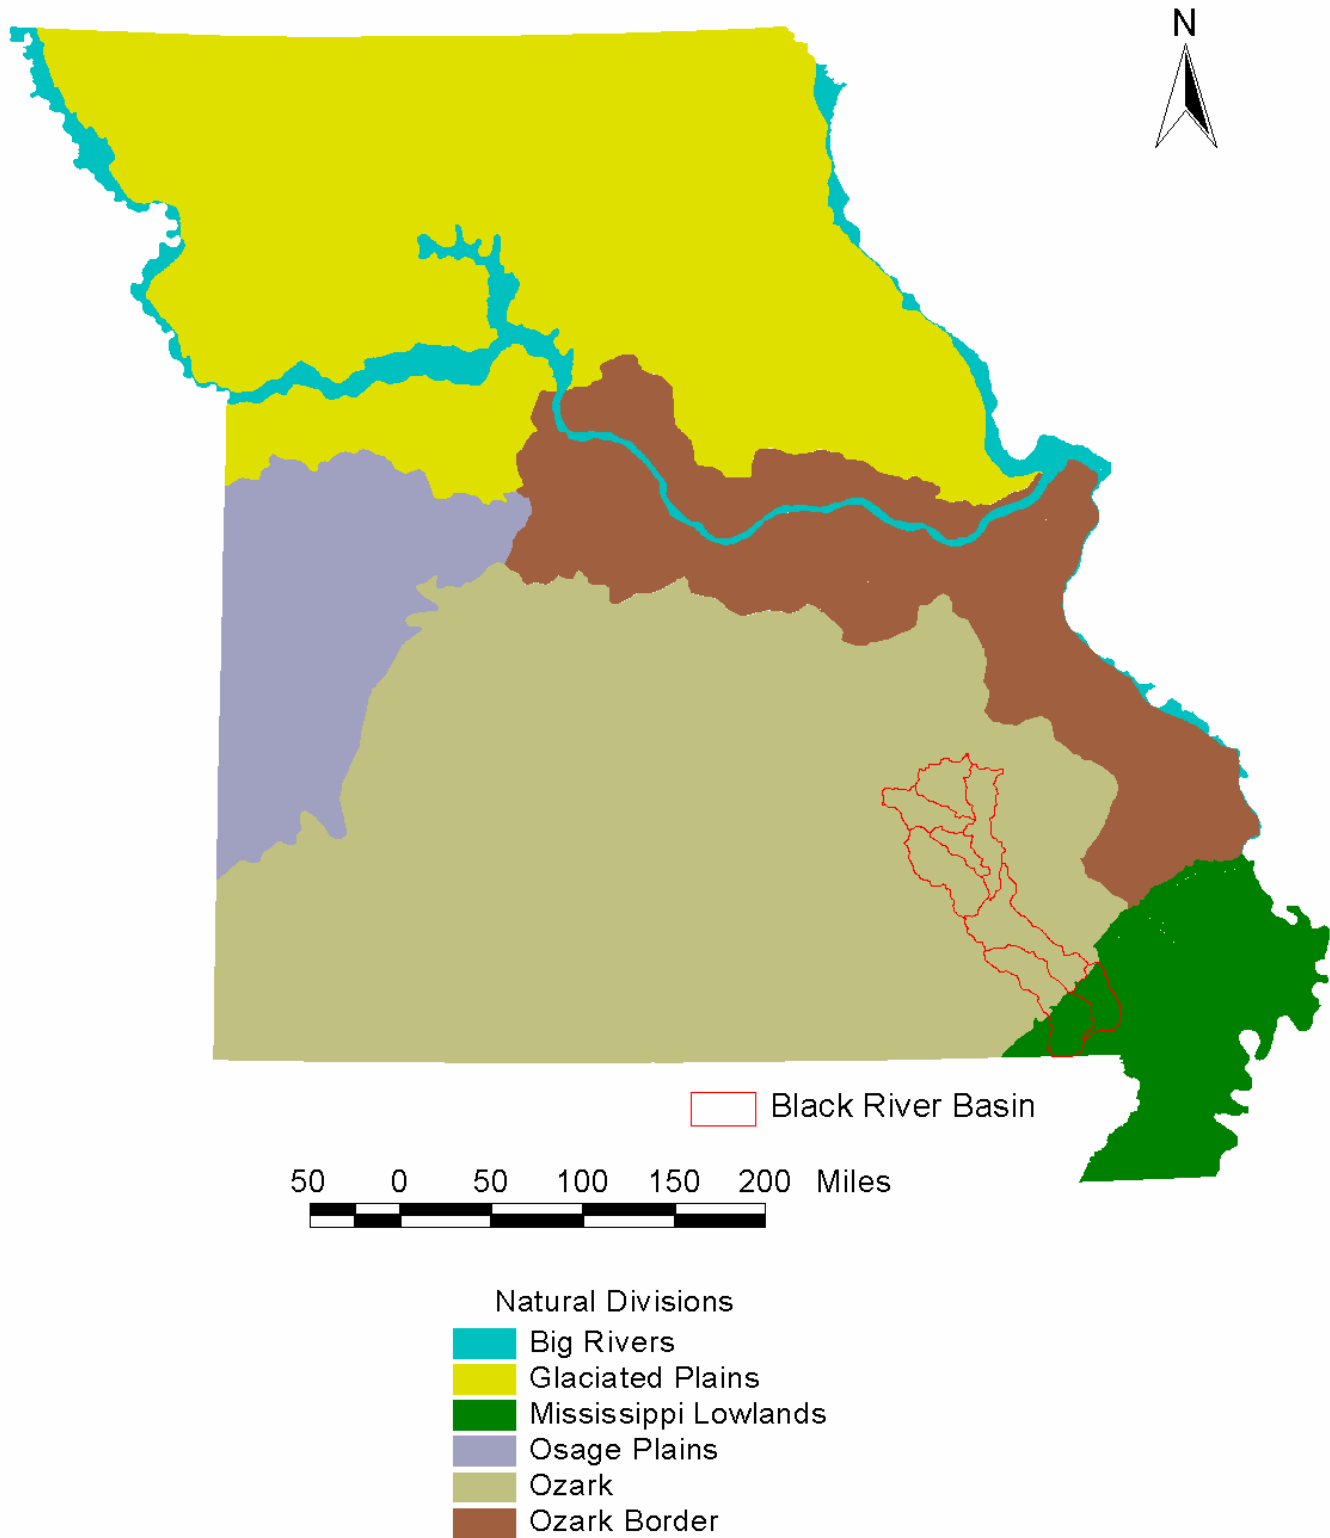 N
Black River Basin
50 0 50 100 150 200 Miles
Natural Divisions
Big Rivers
Glaciated Plains
Mississippi Lowlands
Osage Plains
Ozark
Ozark Border